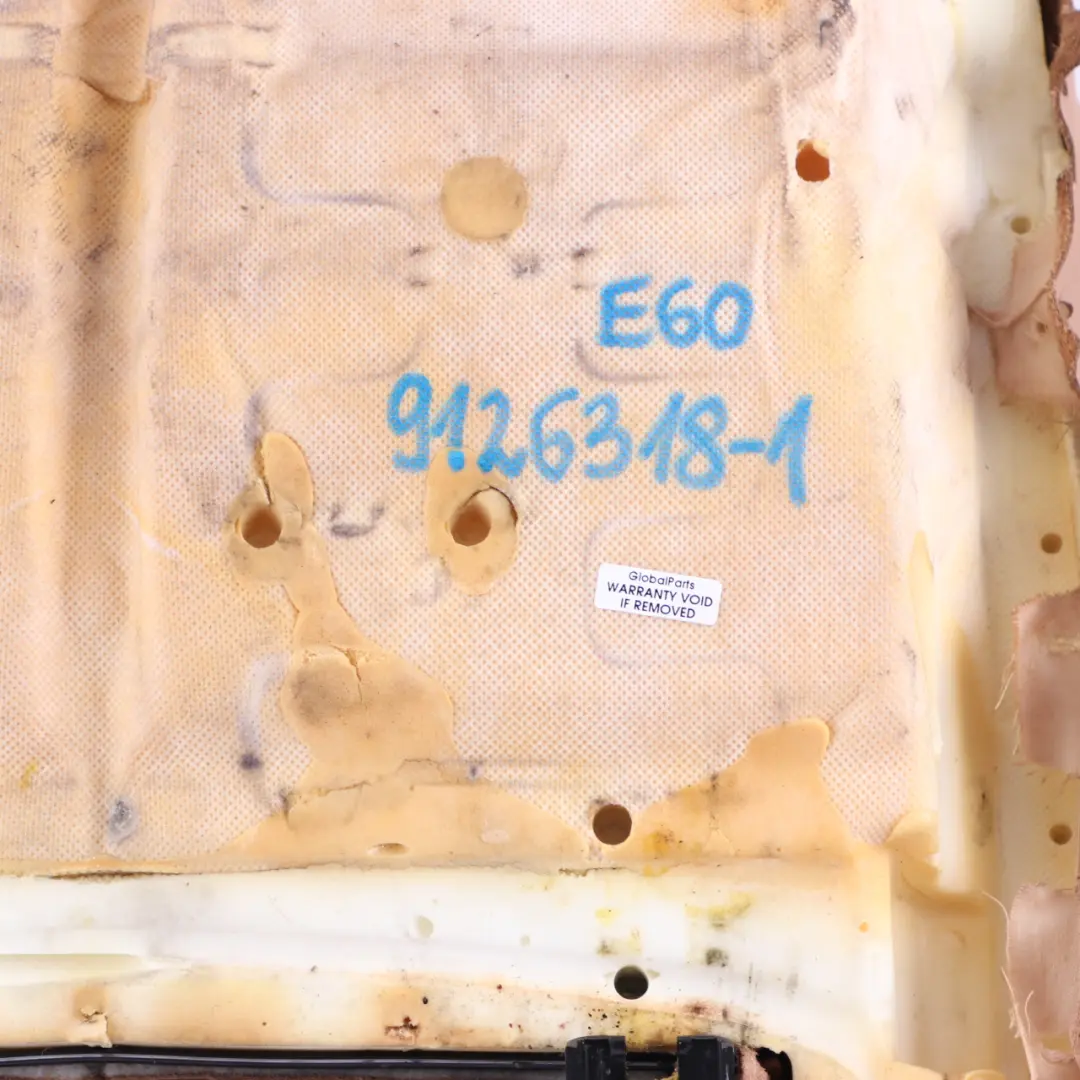 E60
9126318-1
GlobalParts
WARRANTY VOID
IF REMOVED